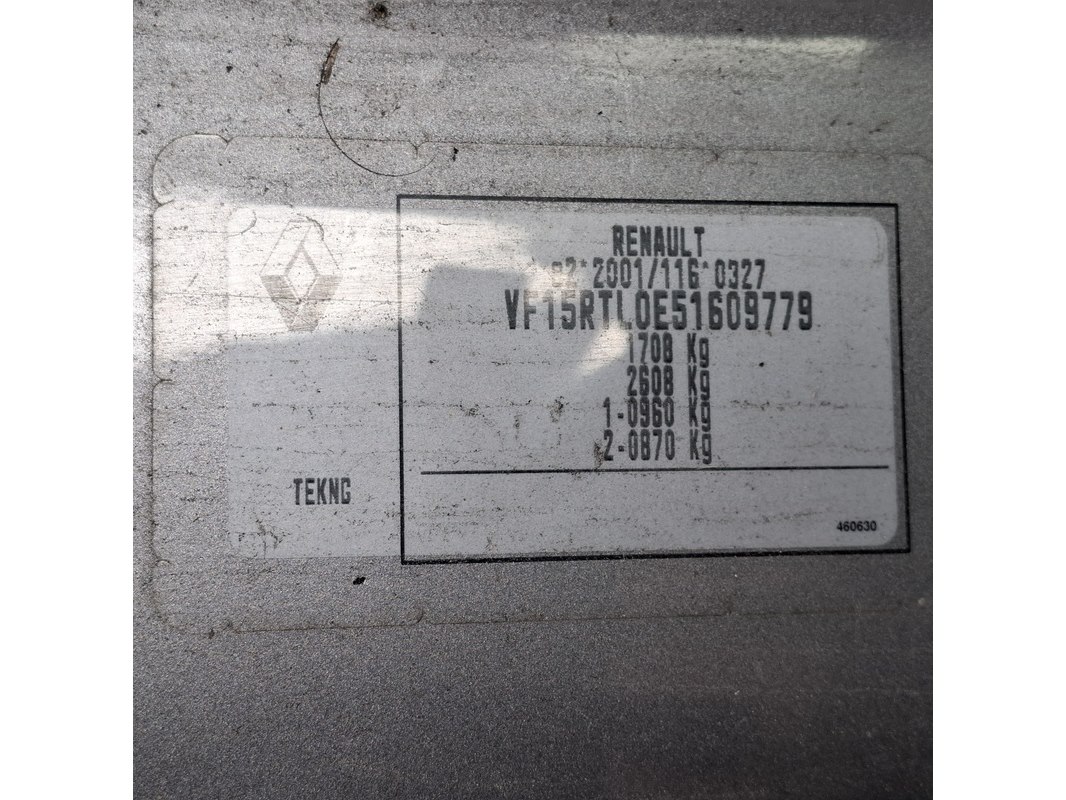 RENAULT
e2*2001/116*0327
VF15RTL0E51609779
1708 Kg
2608 Kg
1-0960 Kg
2-0870 Kg
TEKNG
460630